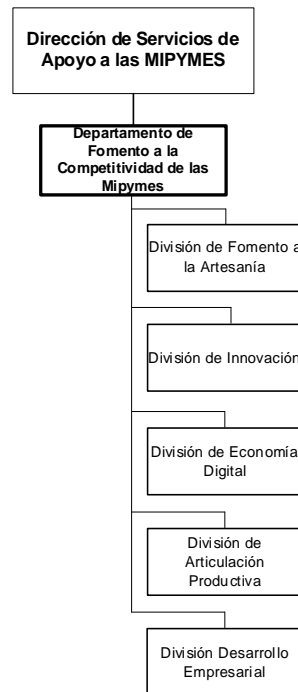 Dirección de Servicios de
Apoyo a las MIPYMES
Departamento de
Fomento a la
Competitividad de las
Mipymes
División de Fomento a
la Artesanía
División de Innovación
División de Economía
Digital
División de
Articulación
Productiva
División Desarrollo
Empresarial